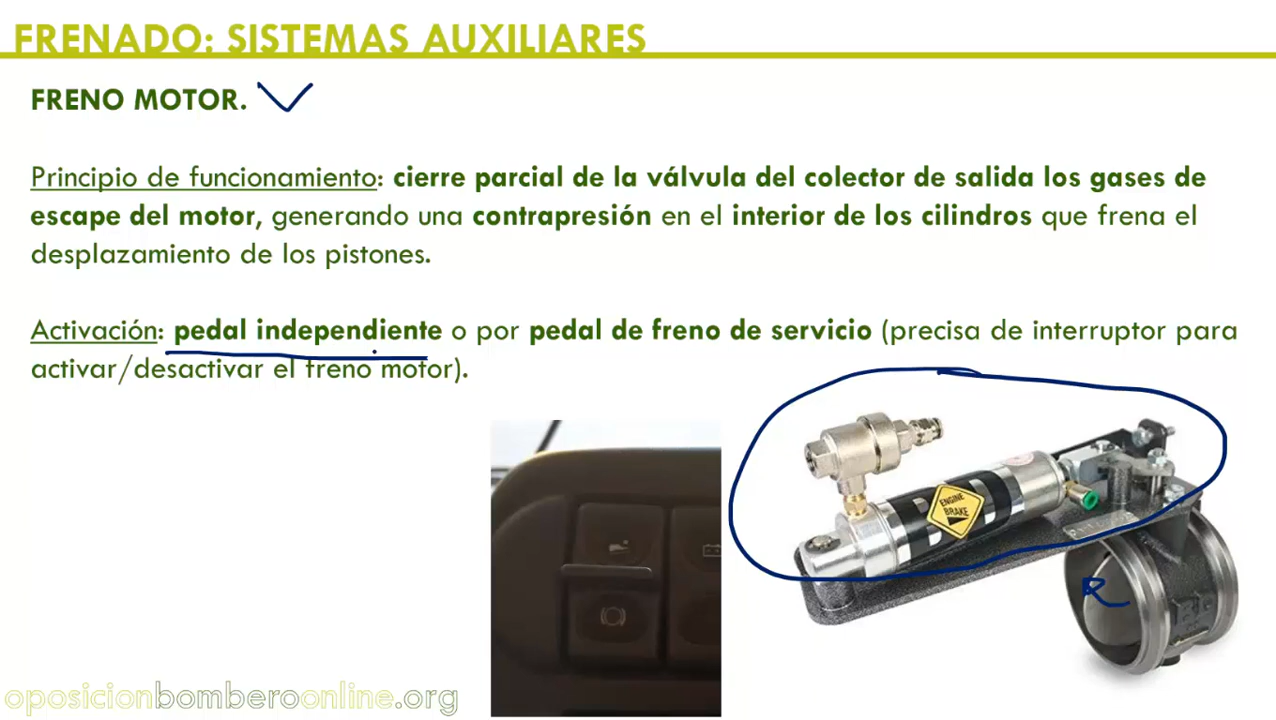 FRENADO: SISTEMAS AUXILIARES
FRENO MOTOR.
Principio de funcionamiento: cierre parcial de la válvula del colector de salida los gases de
escape del motor, generando una contrapresión en el interior de los cilindros que frena el
desplazamiento de los pistones.
Activación: pedal independiente o por pedal de freno de servicio (precisa de interruptor para
activar/desactivar el freno motor).
ENGINE
BRAKE
oposicionbomberoonline.org